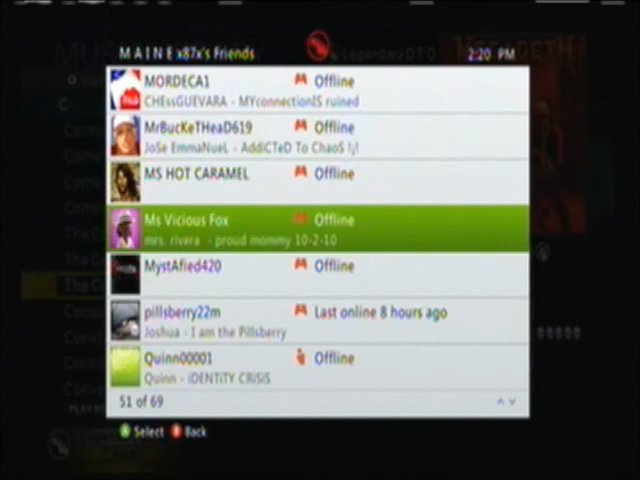 M A I N E x87x's Friends
Legendary D T O
2:20 PM
MORDECA1
Offline
CHEssGUEVARA - MYconnectionIS ruined
MrBucKeTHeaD619
Offline
JoSe EmmaNueL - AddiCTeD To ChaoS !¡!
MS HOT CARAMEL
Offline
Ms Vicious Fox
Offline
mrs. rivera - proud mommy 10-2-10
MystAfied420
Offline
pillsberry22m
Last online 8 hours ago
Joshua - I am the Pillsberry
Quinn00001
Offline
Quinn - iDENTiTY CRiSiS
51 of 69
A Select B Back